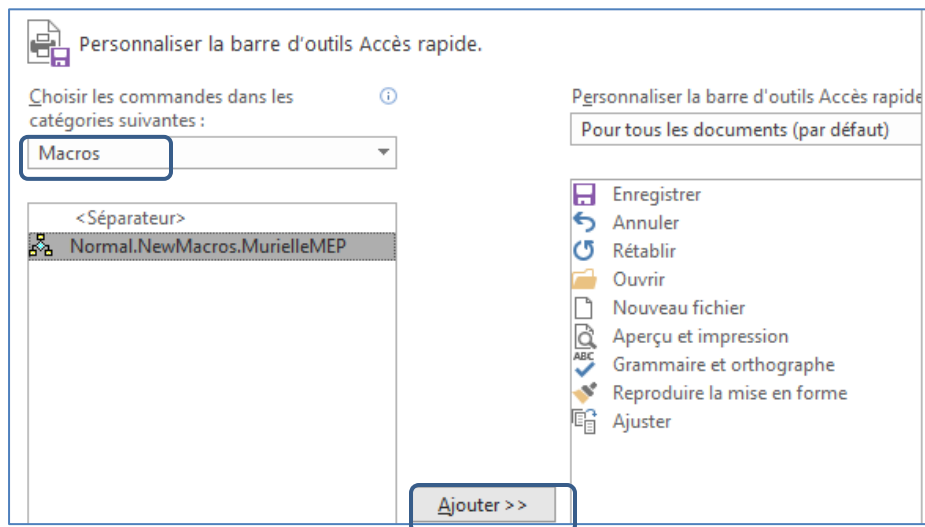 Personnaliser la barre d'outils Accès rapide.
Choisir les commandes dans les
catégories suivantes :
Macros
<Séparateur>
Normal.NewMacros.MurielleMEP
Ajouter >>
Personnaliser la barre d'outils Accès rapide
Pour tous les documents (par défaut)
Enregistrer
Annuler
Rétablir
Ouvrir
Nouveau fichier
Aperçu et impression
ABC
Grammaire et orthographe
Reproduire la mise en forme
Ajuster